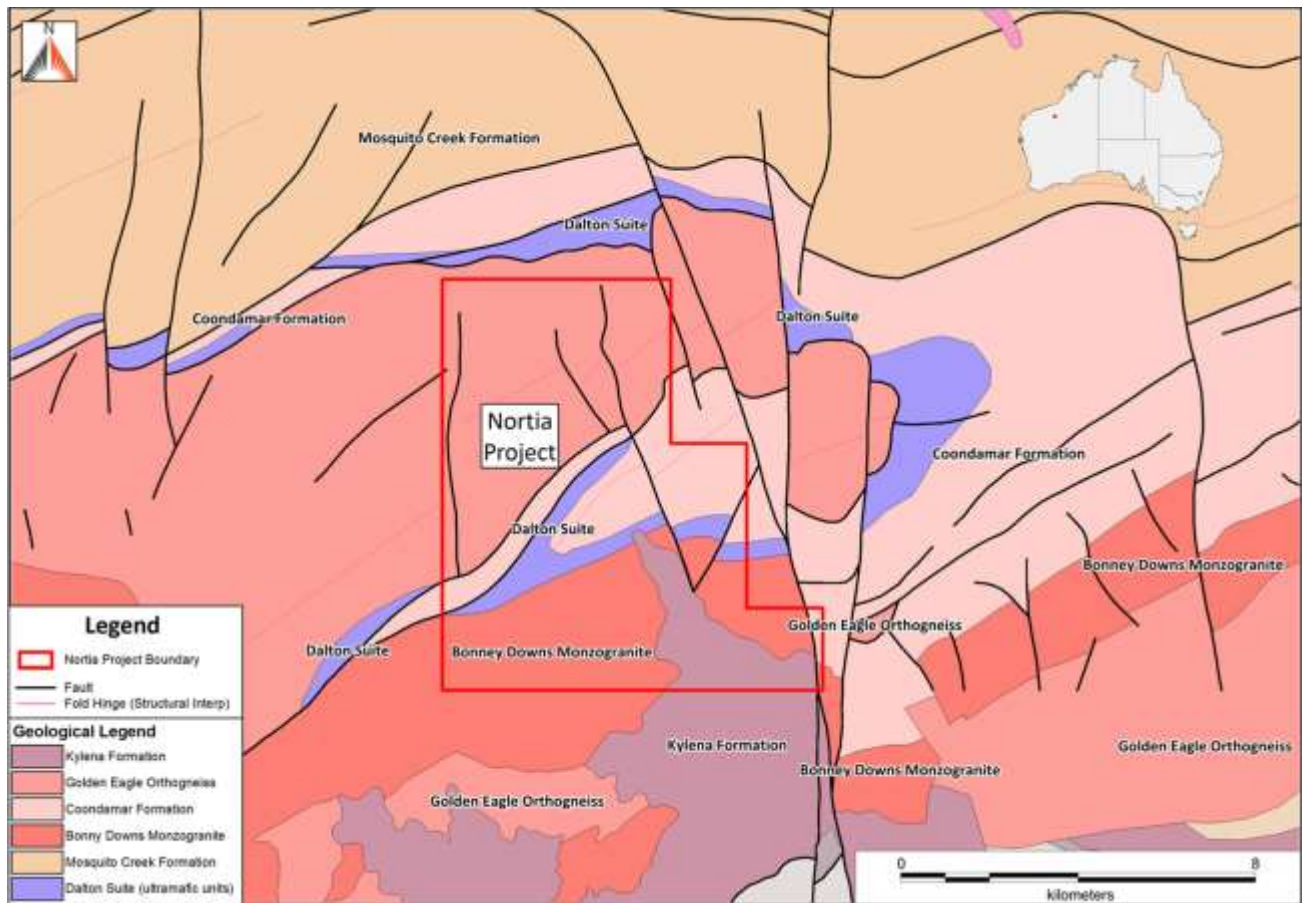 N
Mosquito Creek Formation
Dalton Suite
Coondamar Formation
Dalton Suite
Nortia
Project
Coondamar Formation
Dalton Suite
Bonney Downs Monzogranite
Golden Eagle Orthogneiss
Dalton Suite
Bonney Downs Monzogranite
Kylena Formation
Golden Eagle Orthogneiss
Bonney Downs Monzogranite
Golden Eagle Orthogneiss
Legend
Nortia Project Boundary
Fault
Fold Hinge (Structural Interp)
Geological Legend
Kylena Formation
Golden Eagle Orthogneiss
Coondamar Formation
Bonny Downs Monzogranite
Mosquito Creek Formation
Dalton Suite (ultramafic units)
0 8
kilometers